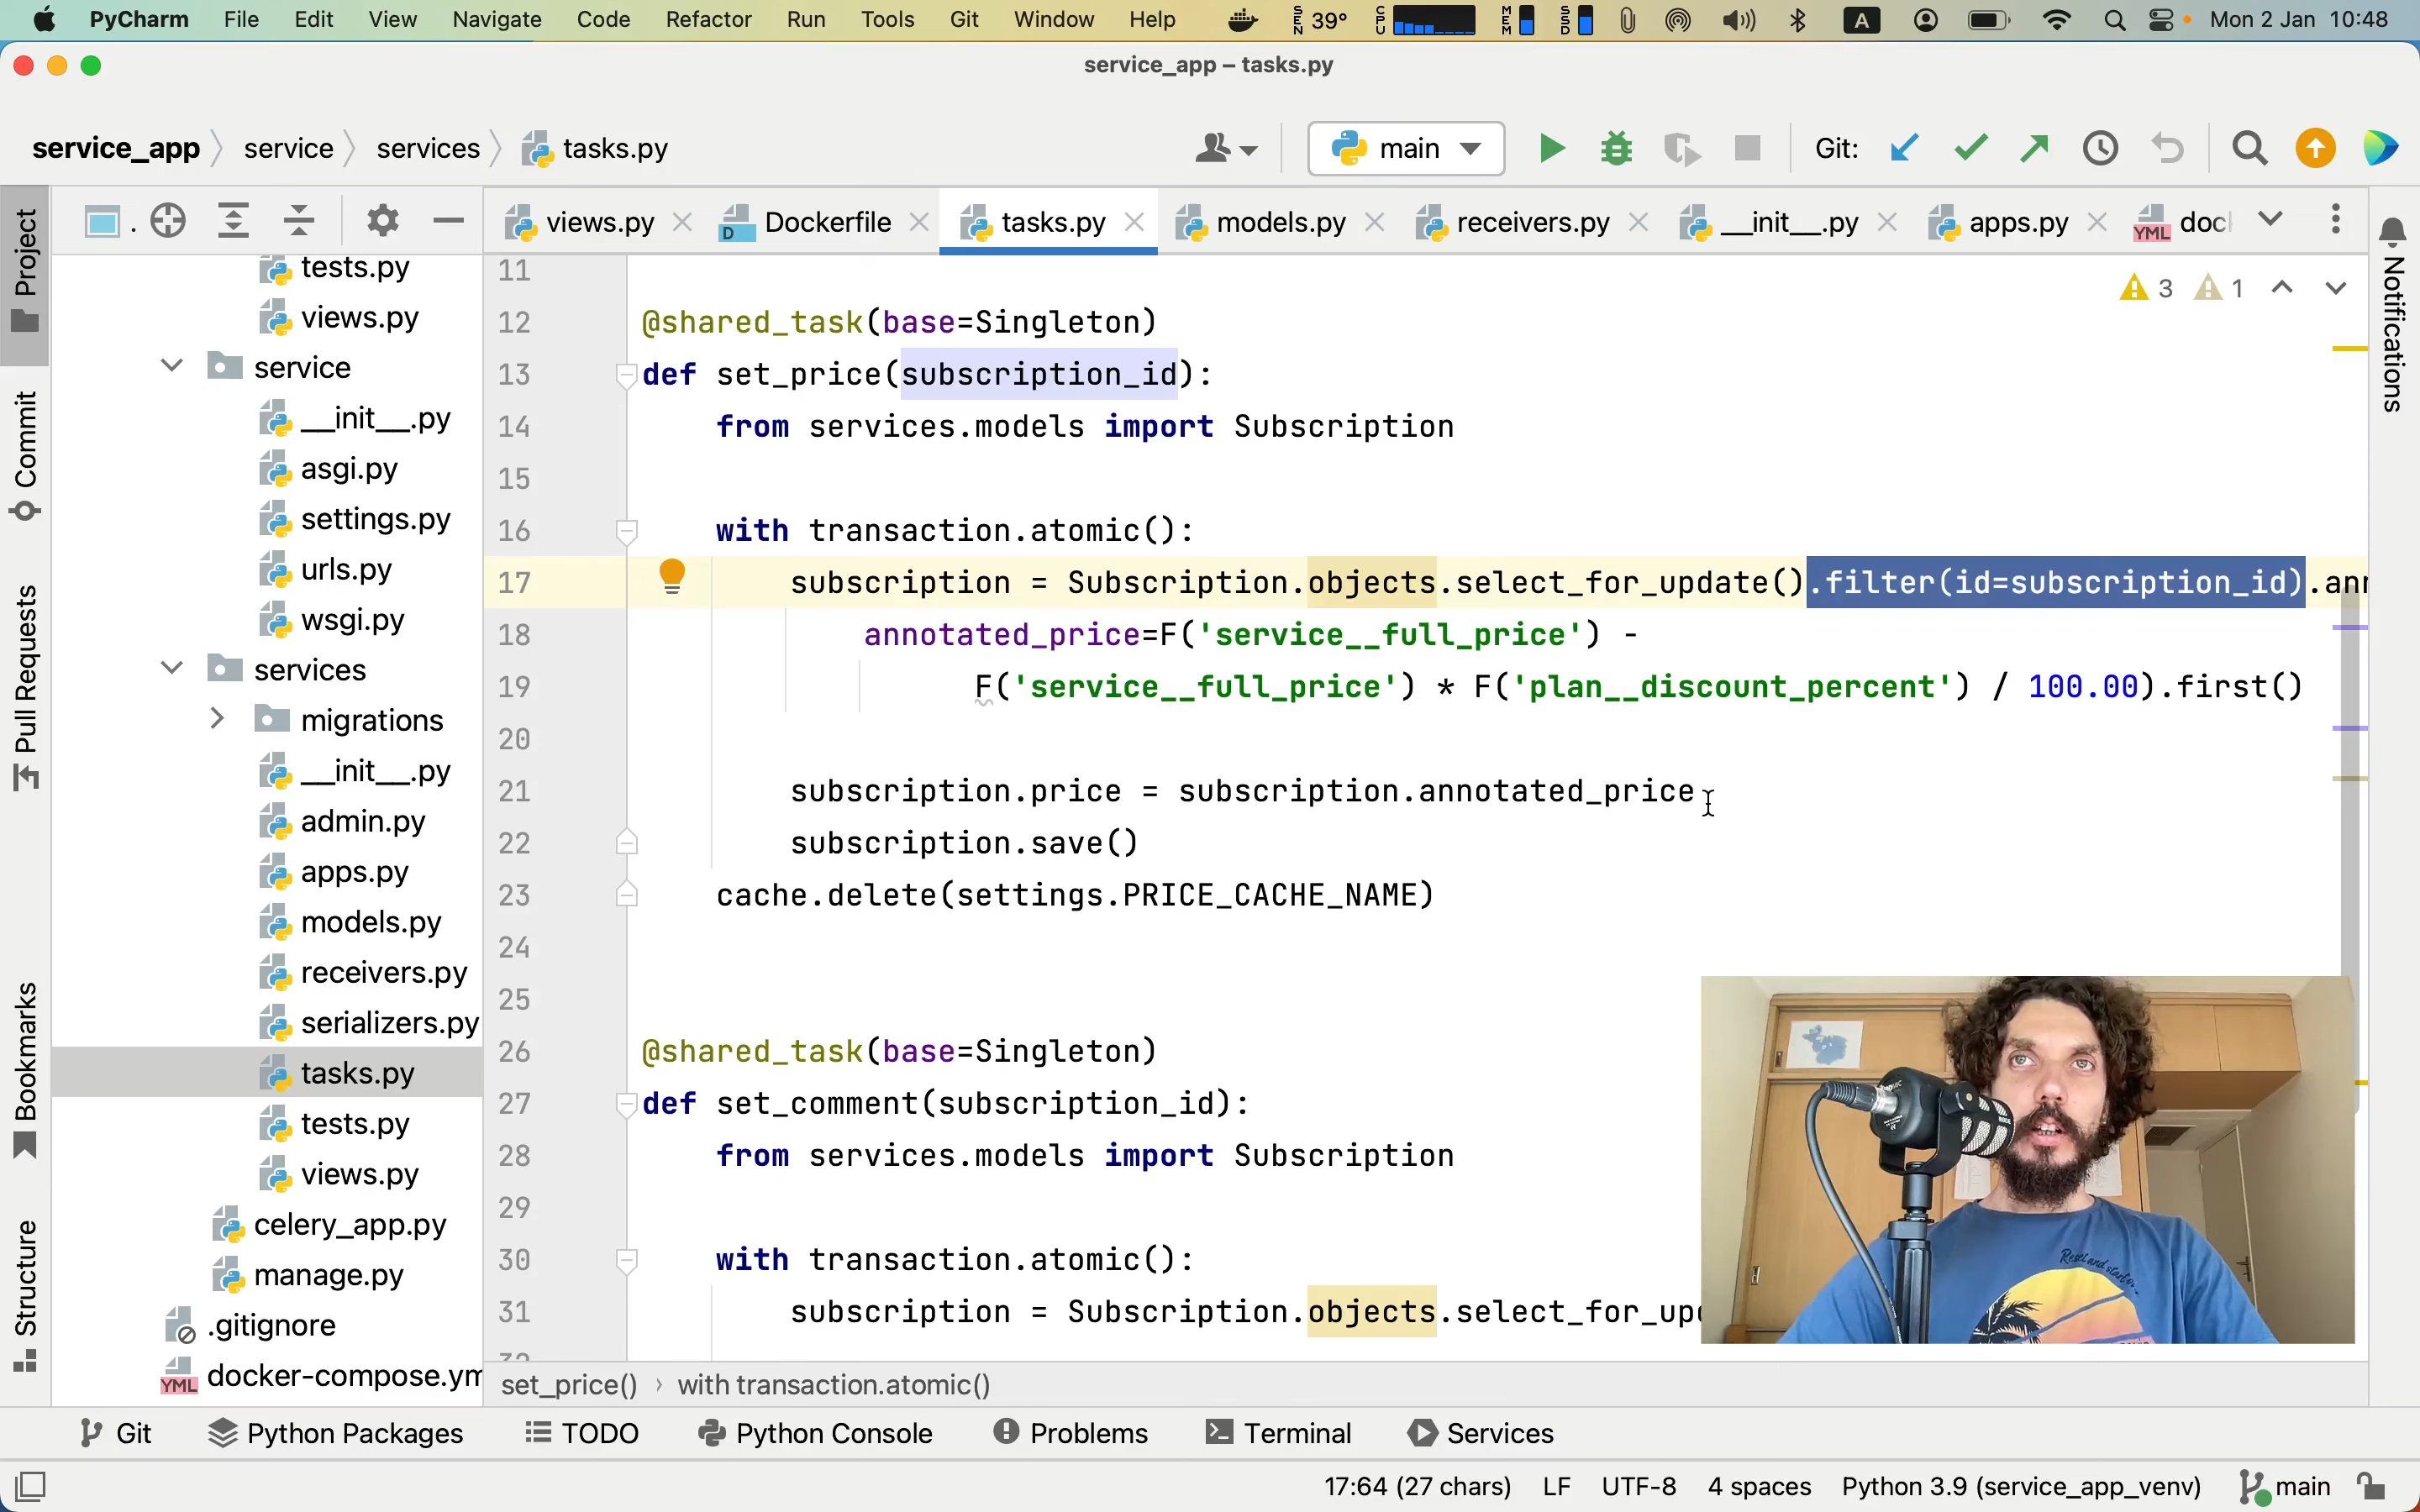 PyCharm File Edit View Navigate Code Refactor Run Tools Git Window Help SEN 39° CPU MEM SSD A Mon 2 Jan 10:48
service_app – tasks.py
service_app service services tasks.py main Git:
views.py Dockerfile tasks.py models.py receivers.py __init__.py apps.py doc
Project
Commit
Pull Requests
Bookmarks
Structure
Notifications
tests.py
views.py
service
__init__.py
asgi.py
settings.py
urls.py
wsgi.py
services
migrations
__init__.py
admin.py
apps.py
models.py
receivers.py
serializers.py
tasks.py
tests.py
views.py
celery_app.py
manage.py
.gitignore
docker-compose.ym
3 1
11
12 @shared_task(base=Singleton)
13 def set_price(subscription_id):
14 from services.models import Subscription
15
16 with transaction.atomic():
17 subscription = Subscription.objects.select_for_update().filter(id=subscription_id).ann
18 annotated_price=F('service__full_price') -
19 F('service__full_price') * F('plan__discount_percent') / 100.00).first()
20
21 subscription.price = subscription.annotated_price
22 subscription.save()
23 cache.delete(settings.PRICE_CACHE_NAME)
24
25
26 @shared_task(base=Singleton)
27 def set_comment(subscription_id):
28 from services.models import Subscription
29
30 with transaction.atomic():
31 subscription = Subscription.objects.select_for_up
set_price() › with transaction.atomic()
Git Python Packages TODO Python Console Problems Terminal Services
17:64 (27 chars) LF UTF-8 4 spaces Python 3.9 (service_app_venv) main